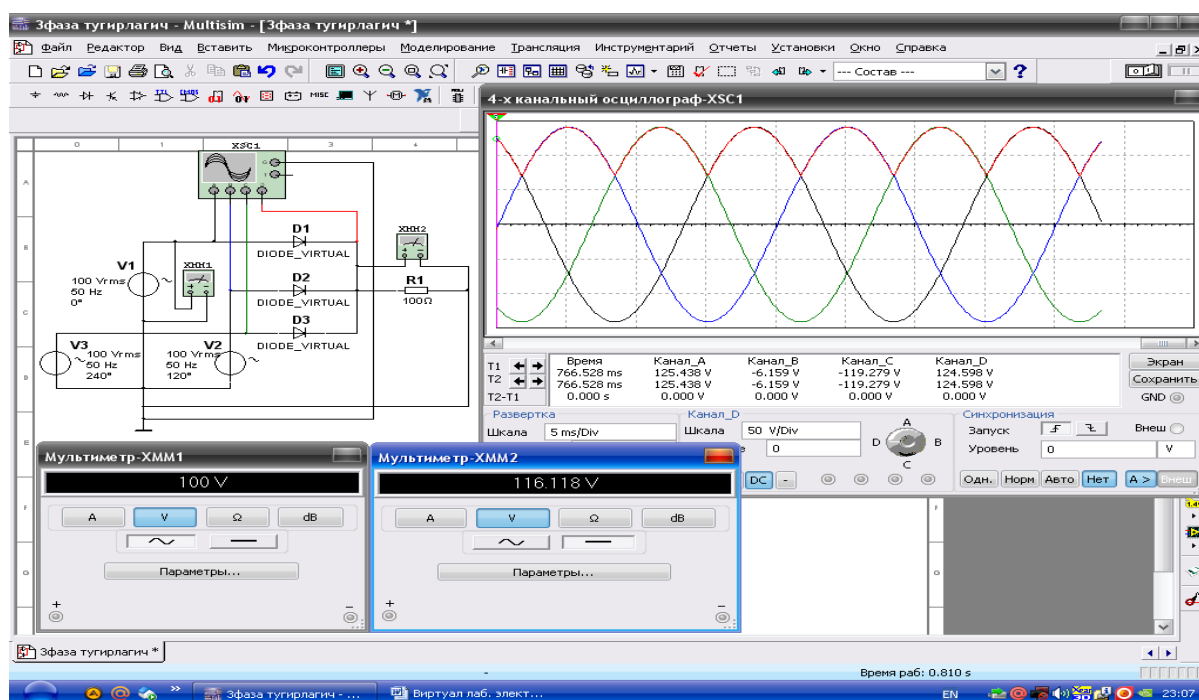 3фаза тугирлагич - Multisim - [3фаза тугирлагич *]
Файл Редактор Вид Вставить Микроконтроллеры Моделирование Трансляция Инструментарий Отчеты Установки Окно Справка
--- Состав ---
MISC
4-х канальный осциллограф-XSC1
0 1 3 4
XSC1
A
B
C
D
E
F
G
D1
DIODE_VIRTUAL
XMM2
V1
100 Vrms
50 Hz
0°
XMM1
D2
DIODE_VIRTUAL
R1
100Ω
D3
DIODE_VIRTUAL
V3
100 Vrms
50 Hz
240°
V2
100 Vrms
50 Hz
120°
Время Канал_A Канал_B Канал_C Канал_D
T1 766.528 ms 125.438 V -6.159 V -119.279 V 124.598 V
T2 766.528 ms 125.438 V -6.159 V -119.279 V 124.598 V
T2-T1 0.000 s 0.000 V 0.000 V 0.000 V 0.000 V
Экран
Сохранить
GND
Развертка
Шкала 5 ms/Div
Канал_D
Шкала 50 V/Div
0
DC -
A
B
C
D
Синхронизация
Запуск
Внеш
Уровень 0 V
Одн. Норм Авто Нет A > Внеш
Мультиметр-XMM1
100 V
A V Ω dB
Параметры...
+ -
Мультиметр-XMM2
116.118 V
A V Ω dB
Параметры...
+ -
F
G
3фаза тугирлагич *
-
Время раб: 0.810 s
3фаза тугирлагич - ...
Виртуал лаб. элект...
EN
23:07